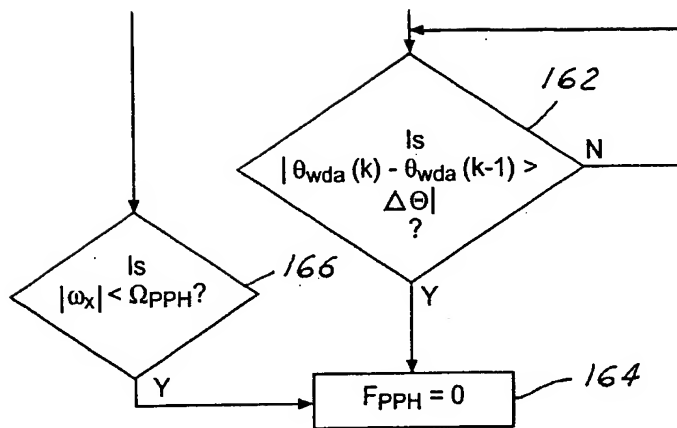 162
Is
| θwda (k) - θwda (k-1) >
ΔΘ|
?
N
Y
Is
|ωx| < ΩPPH?
166
Y
FPPH = 0
164